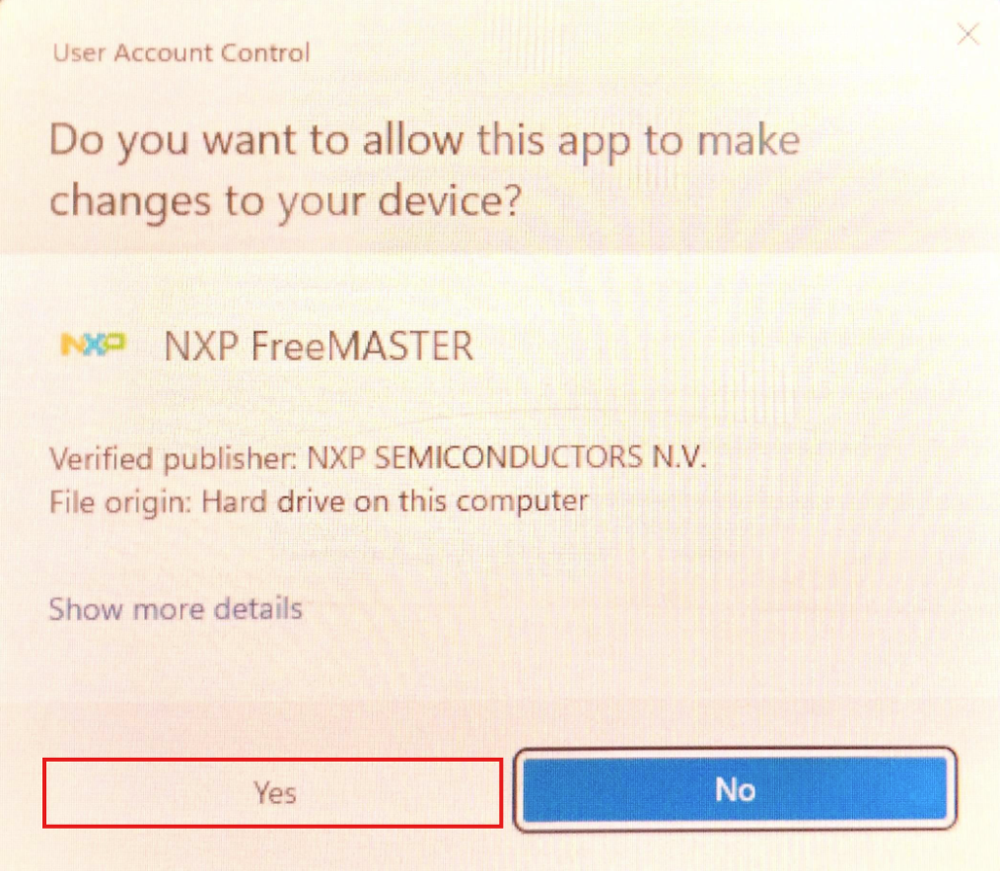 User Account Control
Do you want to allow this app to make
changes to your device?
NXP NXP FreeMASTER
Verified publisher: NXP SEMICONDUCTORS N.V.
File origin: Hard drive on this computer
Show more details
Yes No